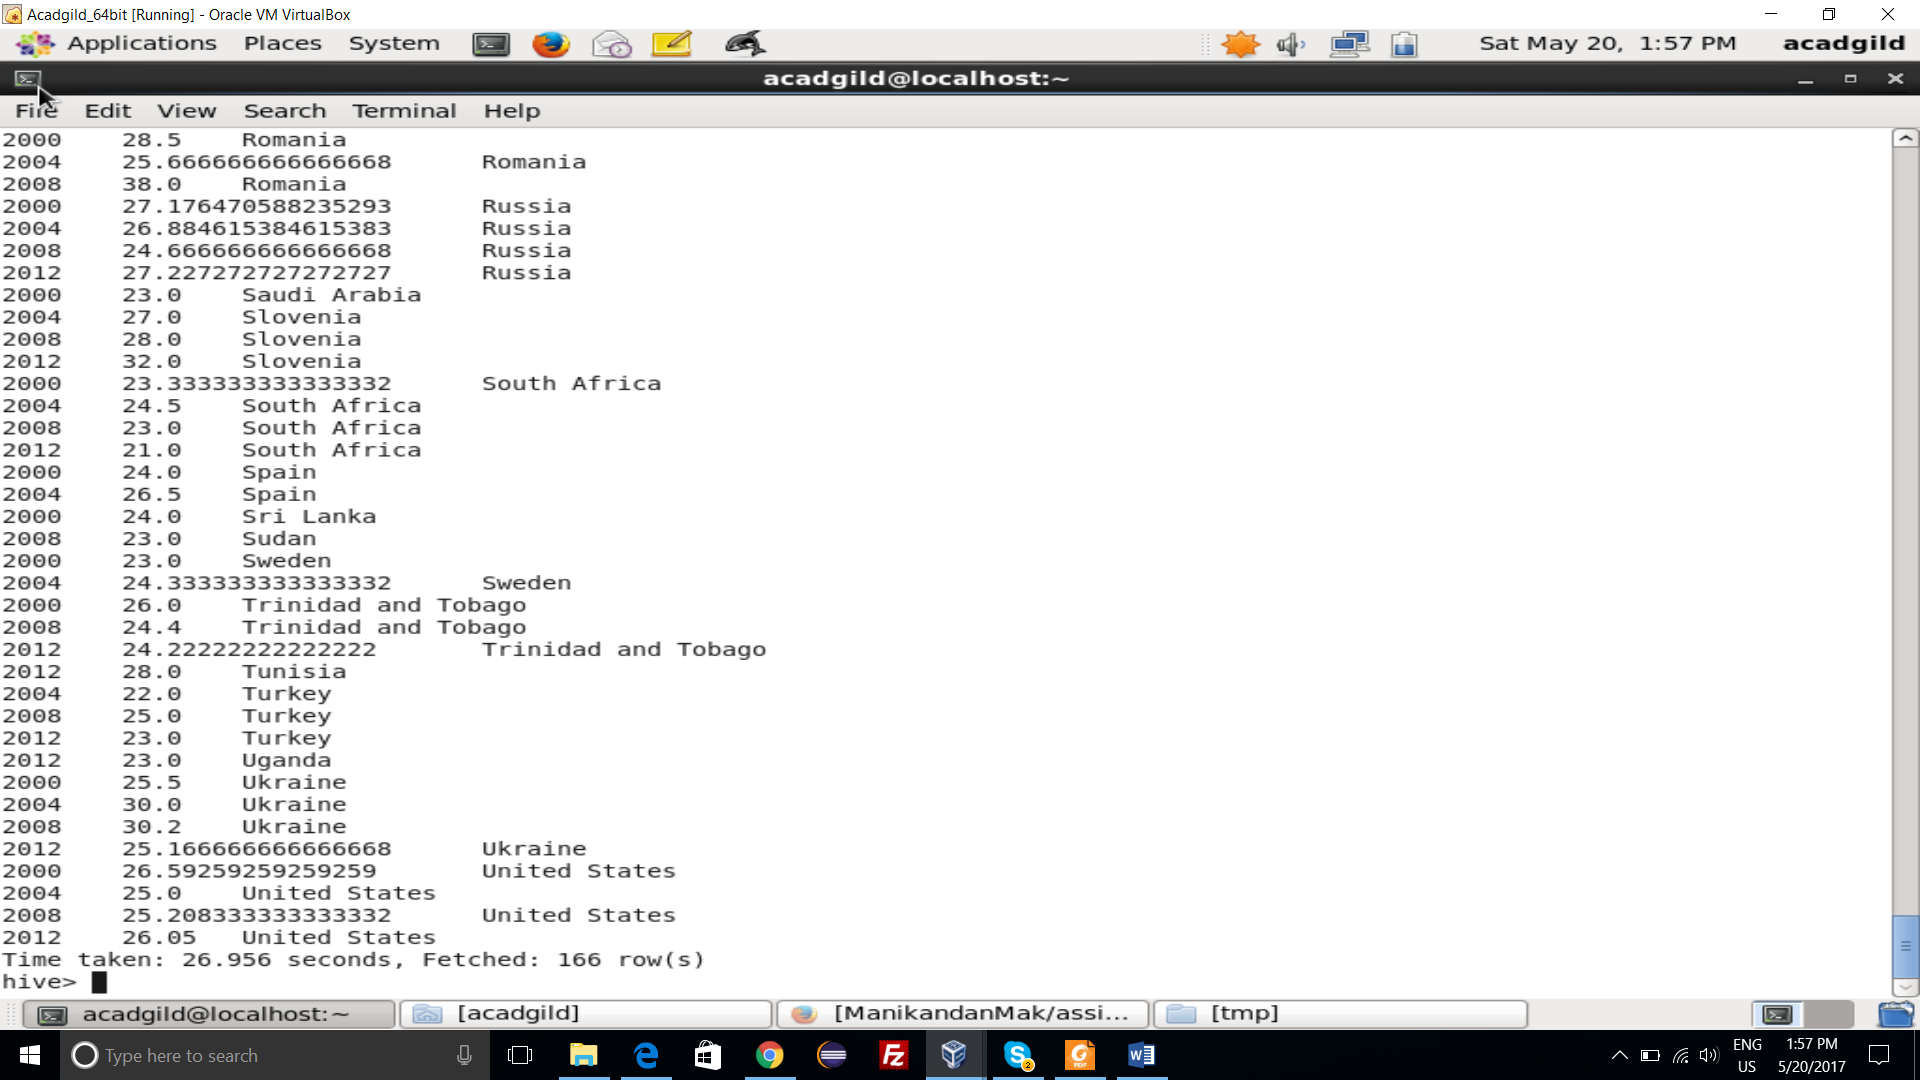 Acadgild_64bit [Running] - Oracle VM VirtualBox
Applications Places System Sat May 20, 1:57 PM acadgild
acadgild@localhost:~
File Edit View Search Terminal Help
2000 28.5 Romania
2004 25.666666666666668 Romania
2008 38.0 Romania
2000 27.176470588235293 Russia
2004 26.884615384615383 Russia
2008 24.666666666666668 Russia
2012 27.227272727272727 Russia
2000 23.0 Saudi Arabia
2004 27.0 Slovenia
2008 28.0 Slovenia
2012 32.0 Slovenia
2000 23.333333333333332 South Africa
2004 24.5 South Africa
2008 23.0 South Africa
2012 21.0 South Africa
2000 24.0 Spain
2004 26.5 Spain
2000 24.0 Sri Lanka
2008 23.0 Sudan
2000 23.0 Sweden
2004 24.333333333333332 Sweden
2000 26.0 Trinidad and Tobago
2008 24.4 Trinidad and Tobago
2012 24.22222222222222 Trinidad and Tobago
2012 28.0 Tunisia
2004 22.0 Turkey
2008 25.0 Turkey
2012 23.0 Turkey
2012 23.0 Uganda
2000 25.5 Ukraine
2004 30.0 Ukraine
2008 30.2 Ukraine
2012 25.166666666666668 Ukraine
2000 26.59259259259259 United States
2004 25.0 United States
2008 25.208333333333332 United States
2012 26.05 United States
Time taken: 26.956 seconds, Fetched: 166 row(s)
hive>
acadgild@localhost:~ [acadgild] [ManikandanMak/assi... [tmp]
Type here to search ENG 1:57 PM
US 5/20/2017